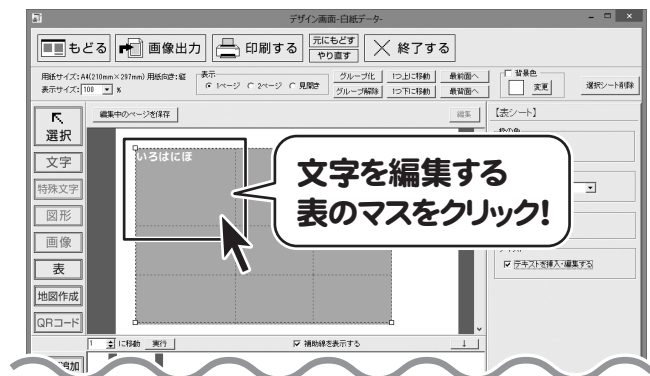 デザイン画面-白紙データ-
もどる
画像出力
印刷する
元にもどす
やり直す
終了する
用紙サイズ:A4(210mm×297mm) 用紙向き:縦
表示サイズ: 100 %
表示
1ページ 2ページ 見開き
グループ化 1つ上に移動 最前面へ
グループ解除 1つ下に移動 最背面へ
背景色
変更
選択シート削除
編集中のページを保存
編集
【表シート】
選択
文字
特殊文字
図形
画像
表
地図作成
QRコード
いろはにほ
文字を編集する
表のマスをクリック!
テキストを挿入・編集する
1 に移動 実行
補助線を表示する
↓